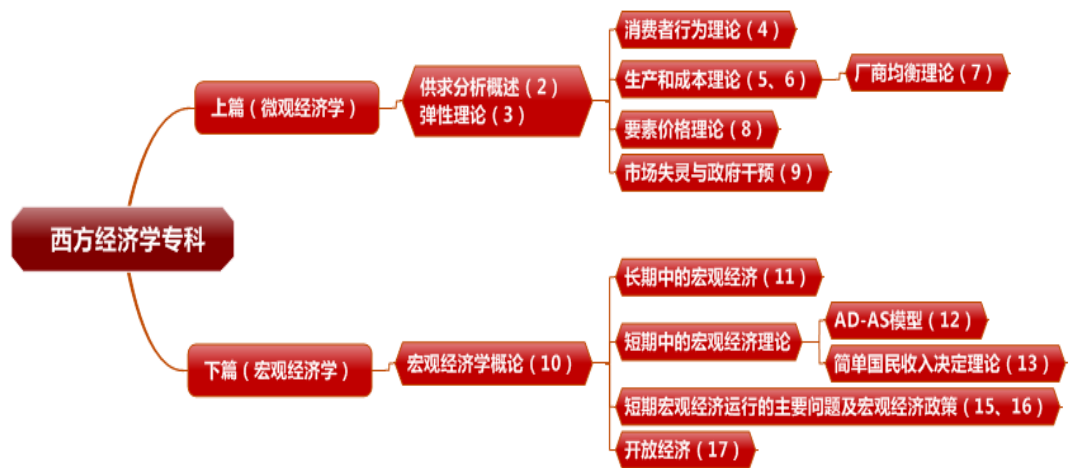 西方经济学专科
上篇（微观经济学）
供求分析概述（2）
弹性理论（3）
消费者行为理论（4）
生产和成本理论（5、6）
厂商均衡理论（7）
要素价格理论（8）
市场失灵与政府干预（9）
下篇（宏观经济学）
宏观经济学概论（10）
长期中的宏观经济（11）
短期中的宏观经济理论
AD-AS模型（12）
简单国民收入决定理论（13）
短期宏观经济运行的主要问题及宏观经济政策（15、16）
开放经济（17）